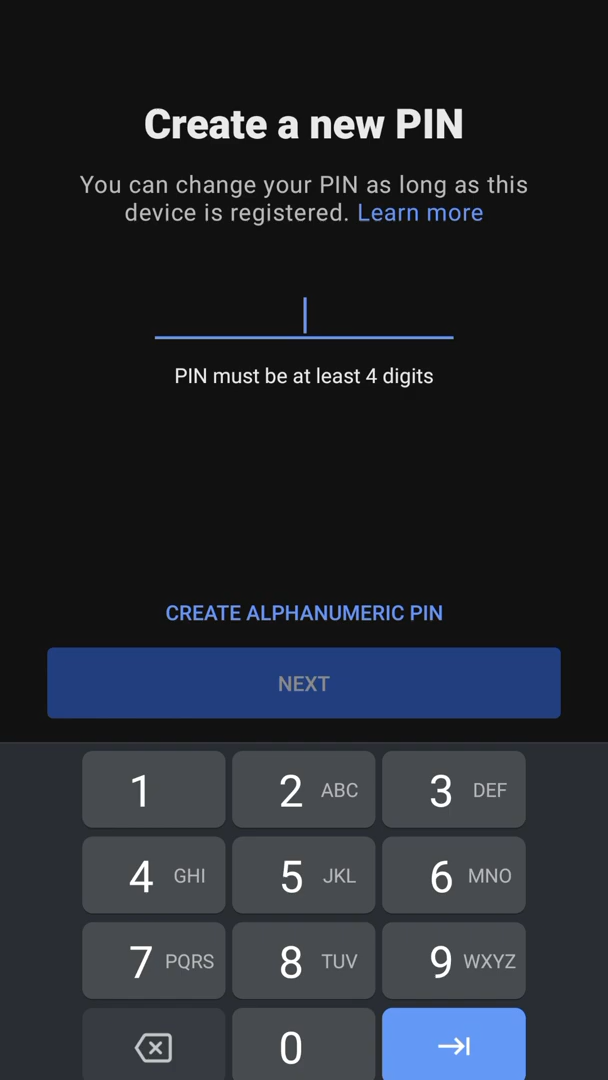 Create a new PIN
You can change your PIN as long as this
device is registered. Learn more
PIN must be at least 4 digits
CREATE ALPHANUMERIC PIN
NEXT
1 2 ABC 3 DEF
4 GHI 5 JKL 6 MNO
7 PQRS 8 TUV 9 WXYZ
0